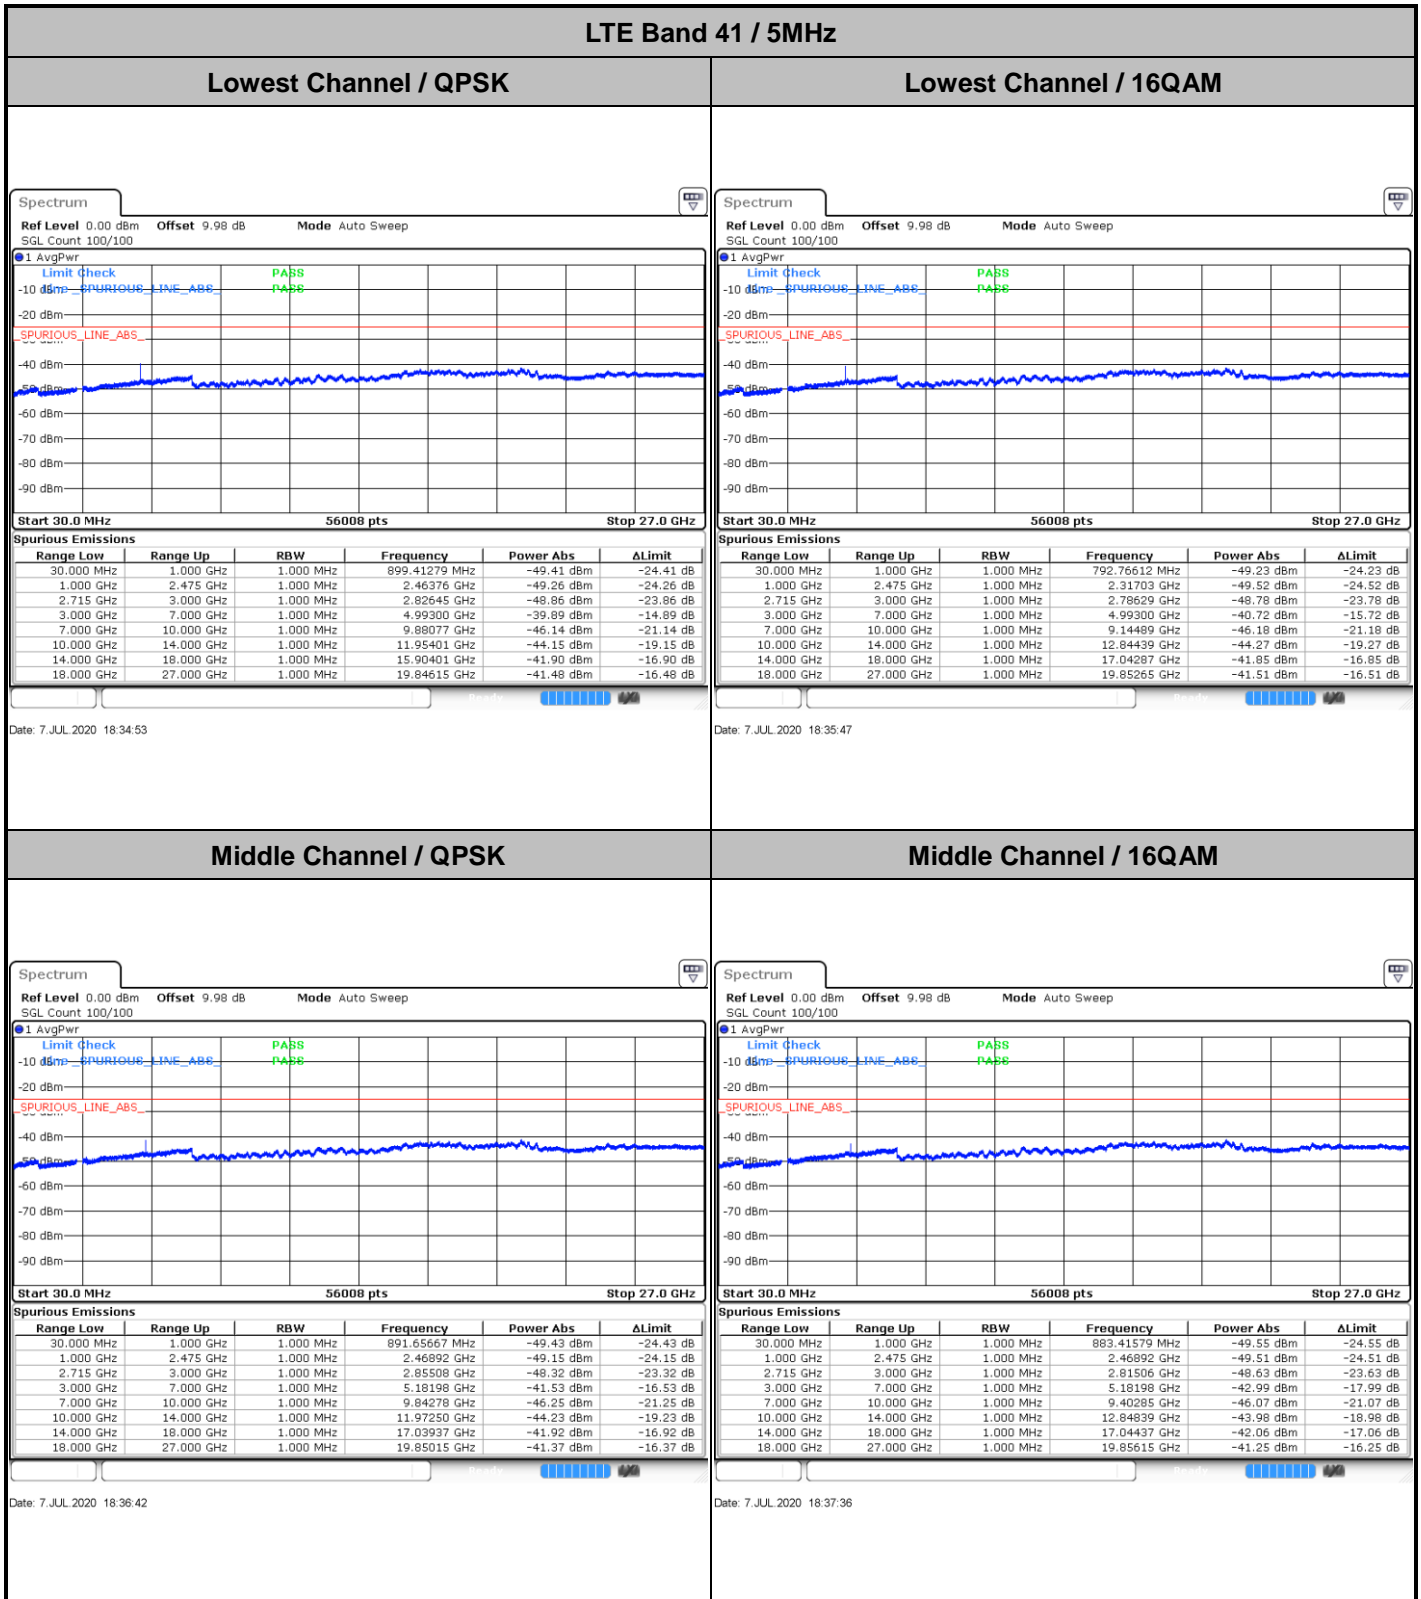 LTE Band 41 / 5MHz
Lowest Channel / QPSK
Lowest Channel / 16QAM
Spectrum
Ref Level 0.00 dBm Offset 9.98 dB Mode Auto Sweep
SGL Count 100/100
1 AvgPwr
Limit Check PASS
-10 dBm Line _SPURIOUS_LINE_ABS_ PASS
-20 dBm
_SPURIOUS_LINE_ABS_
-40 dBm
-50 dBm
-60 dBm
-70 dBm
-80 dBm
-90 dBm
Start 30.0 MHz 56008 pts Stop 27.0 GHz
Spurious Emissions
Range Low Range Up RBW Frequency Power Abs ΔLimit
30.000 MHz 1.000 GHz 1.000 MHz 899.41279 MHz -49.41 dBm -24.41 dB
1.000 GHz 2.475 GHz 1.000 MHz 2.46376 GHz -49.26 dBm -24.26 dB
2.715 GHz 3.000 GHz 1.000 MHz 2.82645 GHz -48.86 dBm -23.86 dB
3.000 GHz 7.000 GHz 1.000 MHz 4.99300 GHz -39.89 dBm -14.89 dB
7.000 GHz 10.000 GHz 1.000 MHz 9.88077 GHz -46.14 dBm -21.14 dB
10.000 GHz 14.000 GHz 1.000 MHz 11.95401 GHz -44.15 dBm -19.15 dB
14.000 GHz 18.000 GHz 1.000 MHz 15.90401 GHz -41.90 dBm -16.90 dB
18.000 GHz 27.000 GHz 1.000 MHz 19.84615 GHz -41.48 dBm -16.48 dB
Date: 7.JUL.2020 18:34:53
Spectrum
Ref Level 0.00 dBm Offset 9.98 dB Mode Auto Sweep
SGL Count 100/100
1 AvgPwr
Limit Check PASS
-10 dBm Line _SPURIOUS_LINE_ABS_ PASS
-20 dBm
_SPURIOUS_LINE_ABS_
-40 dBm
-50 dBm
-60 dBm
-70 dBm
-80 dBm
-90 dBm
Start 30.0 MHz 56008 pts Stop 27.0 GHz
Spurious Emissions
Range Low Range Up RBW Frequency Power Abs ΔLimit
30.000 MHz 1.000 GHz 1.000 MHz 792.76612 MHz -49.23 dBm -24.23 dB
1.000 GHz 2.475 GHz 1.000 MHz 2.31703 GHz -49.52 dBm -24.52 dB
2.715 GHz 3.000 GHz 1.000 MHz 2.78629 GHz -48.78 dBm -23.78 dB
3.000 GHz 7.000 GHz 1.000 MHz 4.99300 GHz -40.72 dBm -15.72 dB
7.000 GHz 10.000 GHz 1.000 MHz 9.14489 GHz -46.18 dBm -21.18 dB
10.000 GHz 14.000 GHz 1.000 MHz 12.84439 GHz -44.27 dBm -19.27 dB
14.000 GHz 18.000 GHz 1.000 MHz 17.04287 GHz -41.85 dBm -16.85 dB
18.000 GHz 27.000 GHz 1.000 MHz 19.85265 GHz -41.51 dBm -16.51 dB
Date: 7.JUL.2020 18:35:47
Middle Channel / QPSK
Middle Channel / 16QAM
Spectrum
Ref Level 0.00 dBm Offset 9.98 dB Mode Auto Sweep
SGL Count 100/100
1 AvgPwr
Limit Check PASS
-10 dBm Line _SPURIOUS_LINE_ABS_ PASS
-20 dBm
_SPURIOUS_LINE_ABS_
-40 dBm
-50 dBm
-60 dBm
-70 dBm
-80 dBm
-90 dBm
Start 30.0 MHz 56008 pts Stop 27.0 GHz
Spurious Emissions
Range Low Range Up RBW Frequency Power Abs ΔLimit
30.000 MHz 1.000 GHz 1.000 MHz 891.65667 MHz -49.43 dBm -24.43 dB
1.000 GHz 2.475 GHz 1.000 MHz 2.46892 GHz -49.15 dBm -24.15 dB
2.715 GHz 3.000 GHz 1.000 MHz 2.85508 GHz -48.32 dBm -23.32 dB
3.000 GHz 7.000 GHz 1.000 MHz 5.18198 GHz -41.53 dBm -16.53 dB
7.000 GHz 10.000 GHz 1.000 MHz 9.84278 GHz -46.25 dBm -21.25 dB
10.000 GHz 14.000 GHz 1.000 MHz 11.97250 GHz -44.23 dBm -19.23 dB
14.000 GHz 18.000 GHz 1.000 MHz 17.03937 GHz -41.92 dBm -16.92 dB
18.000 GHz 27.000 GHz 1.000 MHz 19.85015 GHz -41.37 dBm -16.37 dB
Date: 7.JUL.2020 18:36:42
Spectrum
Ref Level 0.00 dBm Offset 9.98 dB Mode Auto Sweep
SGL Count 100/100
1 AvgPwr
Limit Check PASS
-10 dBm Line _SPURIOUS_LINE_ABS_ PASS
-20 dBm
_SPURIOUS_LINE_ABS_
-40 dBm
-50 dBm
-60 dBm
-70 dBm
-80 dBm
-90 dBm
Start 30.0 MHz 56008 pts Stop 27.0 GHz
Spurious Emissions
Range Low Range Up RBW Frequency Power Abs ΔLimit
30.000 MHz 1.000 GHz 1.000 MHz 883.41579 MHz -49.55 dBm -24.55 dB
1.000 GHz 2.475 GHz 1.000 MHz 2.46892 GHz -49.51 dBm -24.51 dB
2.715 GHz 3.000 GHz 1.000 MHz 2.81506 GHz -48.63 dBm -23.63 dB
3.000 GHz 7.000 GHz 1.000 MHz 5.18198 GHz -42.99 dBm -17.99 dB
7.000 GHz 10.000 GHz 1.000 MHz 9.40285 GHz -46.07 dBm -21.07 dB
10.000 GHz 14.000 GHz 1.000 MHz 12.84839 GHz -43.98 dBm -18.98 dB
14.000 GHz 18.000 GHz 1.000 MHz 17.04437 GHz -42.06 dBm -17.06 dB
18.000 GHz 27.000 GHz 1.000 MHz 19.85615 GHz -41.25 dBm -16.25 dB
Date: 7.JUL.2020 18:37:36